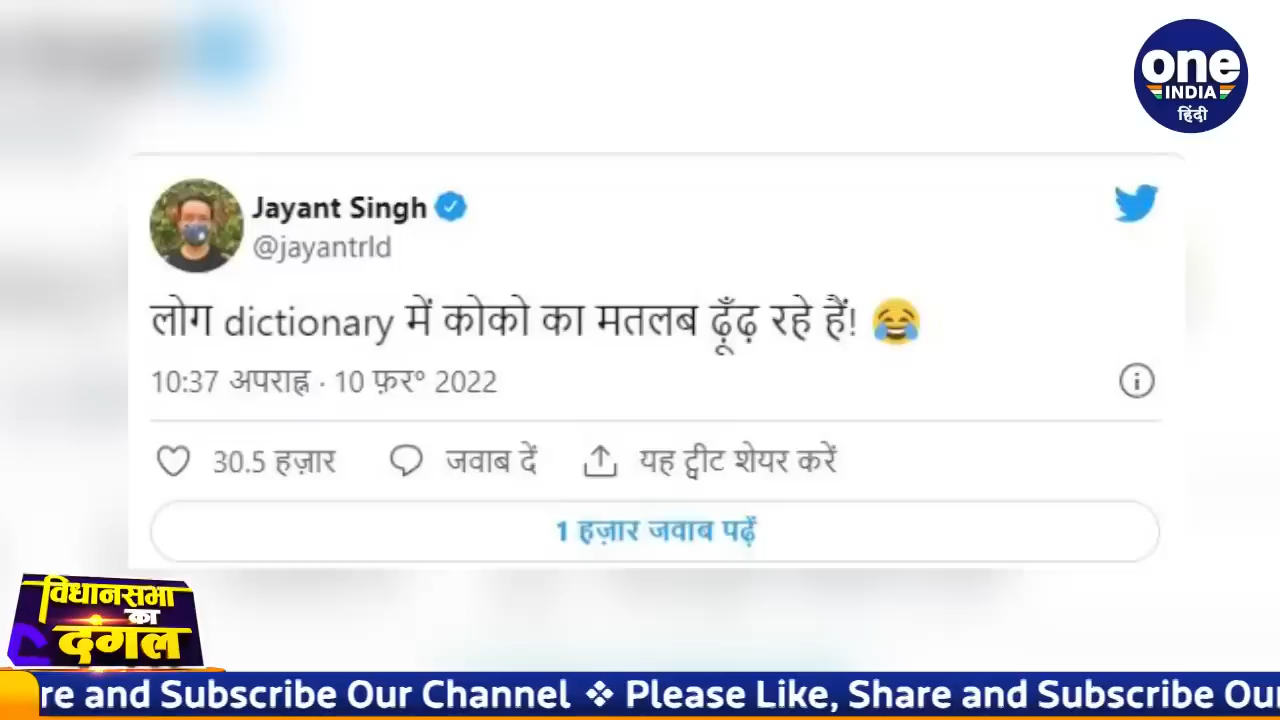 one
INDIA
हिंदी
Jayant Singh
@jayantrld
लोग dictionary में कोको का मतलब ढूँढ़ रहे हैं! 😂
10:37 अपराह्न · 10 फ़र॰ 2022
30.5 हज़ार जवाब दें यह ट्वीट शेयर करें
1 हज़ार जवाब पढ़ें
विधानसभा
का
दंगल
re and Subscribe Our Channel ❖ Please Like, Share and Subscribe Our